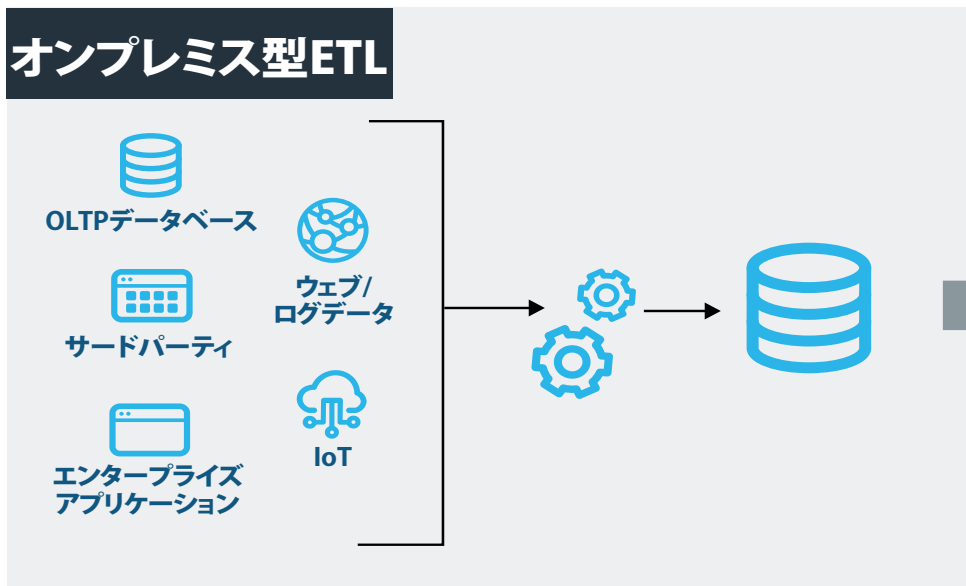 オンプレミス型ETL
OLTPデータベース
ウェブ/
ログデータ
サードパーティ
IoT
エンタープライズ
アプリケーション